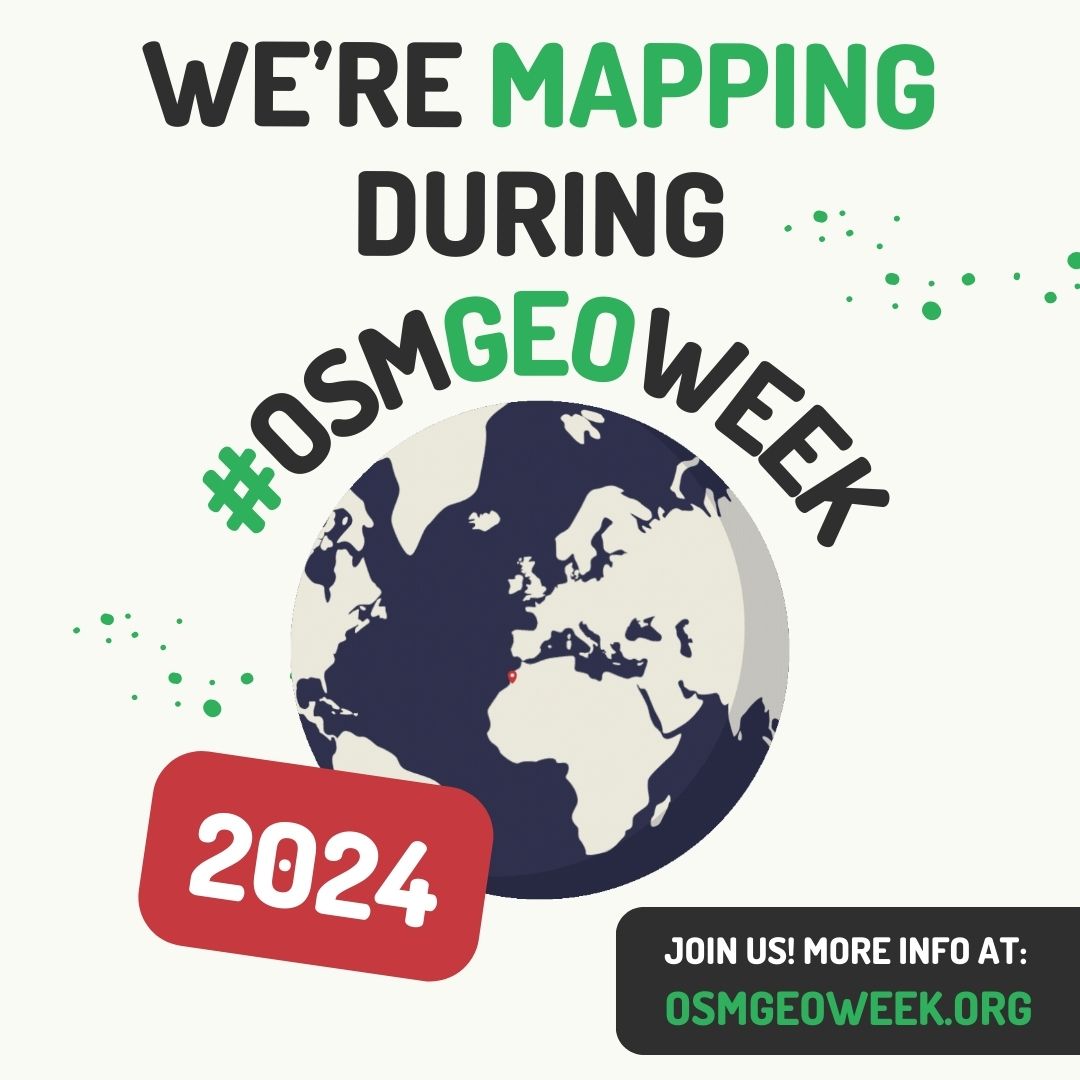 WE'RE MAPPING
DURING
#OSMGEOWEEK
2024
JOIN US! MORE INFO AT:
OSMGEOWEEK.ORG